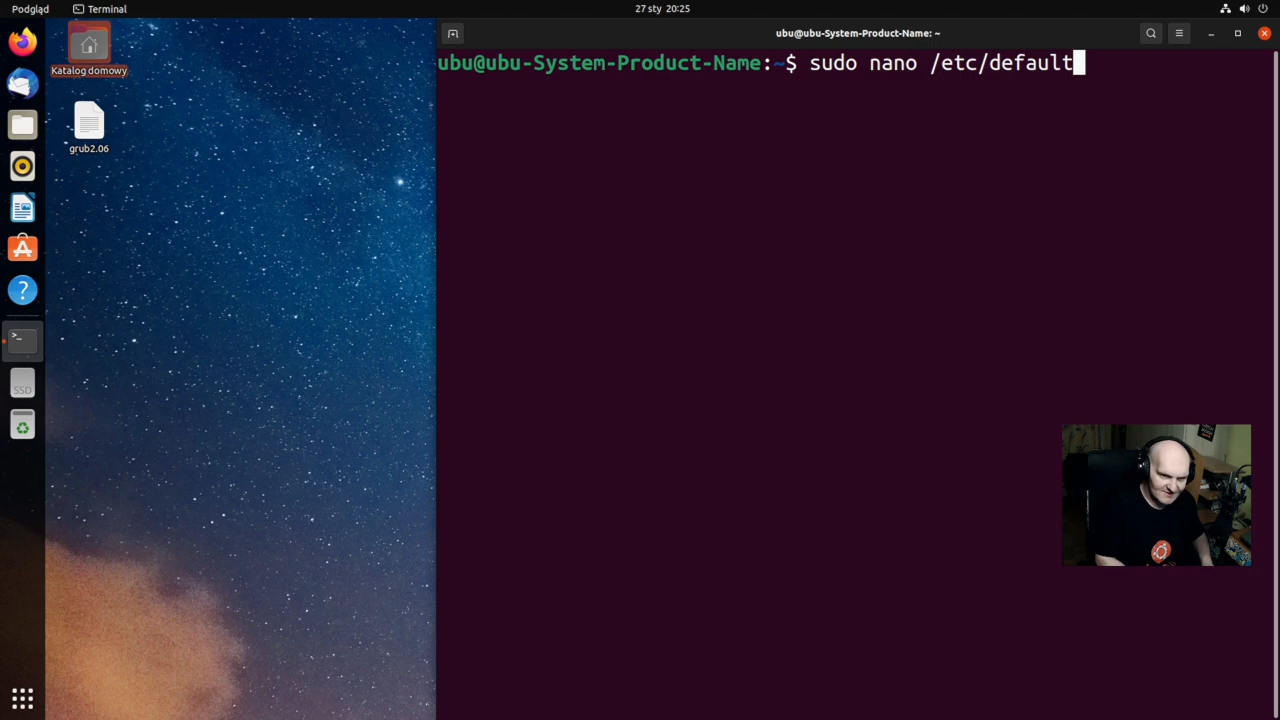 Podgląd
Terminal
27 sty 20:25
Katalog domowy
grub2.06
SSD
ubu@ubu-System-Product-Name: ~
ubu@ubu-System-Product-Name:~$ sudo nano /etc/default